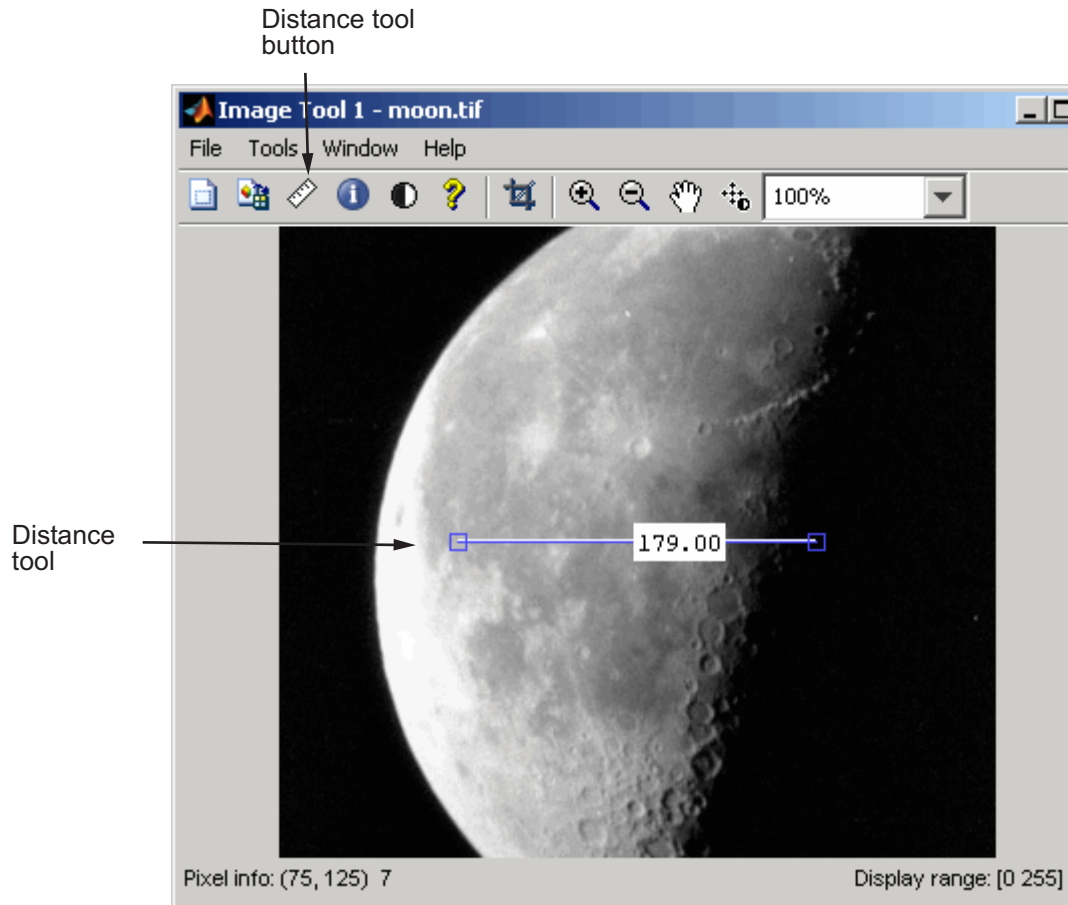 Distance tool
button
Image Tool 1 - moon.tif
File Tools Window Help
100%
Distance
tool
179.00
Pixel info: (75, 125) 7
Display range: [0 255]